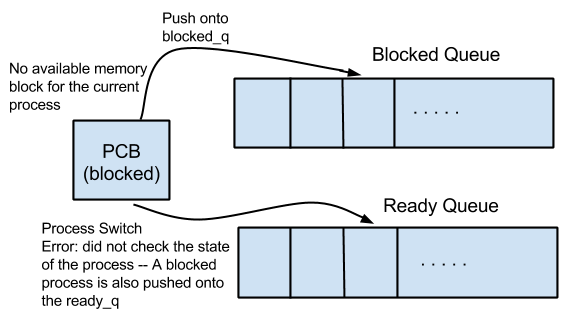 Push onto
blocked_q
Blocked Queue
No available memory
block for the current
process
. . . . .
PCB
(blocked)
Ready Queue
Process Switch
Error: did not check the state
of the process -- A blocked
process is also pushed onto
the ready_q
. . . . .